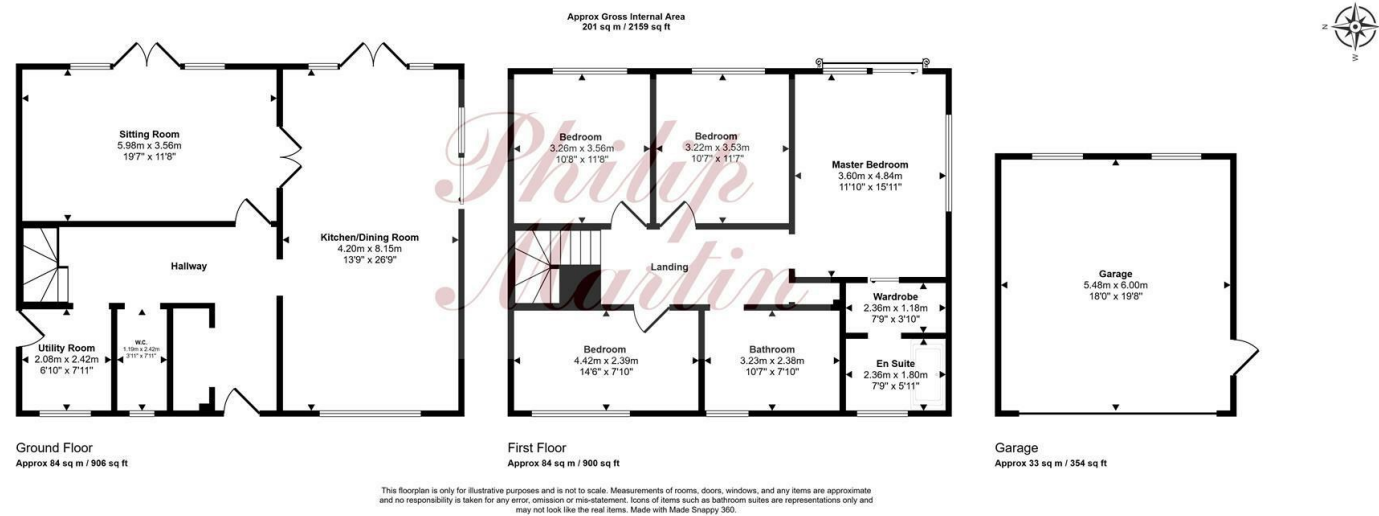 Approx Gross Internal Area
201 sq m / 2159 sq ft
N
W
Sitting Room
5.98m x 3.56m
19'7" x 11'8"
Kitchen/Dining Room
4.20m x 8.15m
13'9" x 26'9"
Hallway
Utility Room
2.08m x 2.42m
6'10" x 7'11"
W.C.
1.19m x 2.42m
3'11" x 7'11"
Bedroom
3.26m x 3.56m
10'8" x 11'8"
Bedroom
3.22m x 3.53m
10'7" x 11'7"
Master Bedroom
3.60m x 4.84m
11'10" x 15'11"
Landing
Bedroom
4.42m x 2.39m
14'6" x 7'10"
Bathroom
3.23m x 2.38m
10'7" x 7'10"
Wardrobe
2.36m x 1.18m
7'9" x 3'10"
En Suite
2.36m x 1.80m
7'9" x 5'11"
Garage
5.48m x 6.00m
18'0" x 19'8"
Philip
Martin
Ground Floor
Approx 84 sq m / 906 sq ft
First Floor
Approx 84 sq m / 900 sq ft
Garage
Approx 33 sq m / 354 sq ft
This floorplan is only for illustrative purposes and is not to scale. Measurements of rooms, doors, windows, and any items are approximate
and no responsibility is taken for any error, omission or mis-statement. Icons of items such as bathroom suites are representations only and
may not look like the real items. Made with Made Snappy 360.